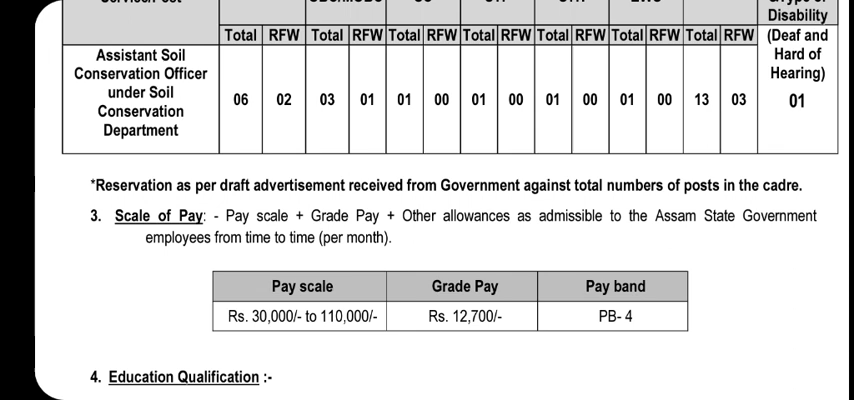 Disability
Total RFW Total RFW Total RFW Total RFW Total RFW Total RFW Total RFW (Deaf and
Hard of
Hearing)
01
Assistant Soil
Conservation Officer
under Soil
Conservation
Department
06 02 03 01 01 00 01 00 01 00 01 00 13 03
*Reservation as per draft advertisement received from Government against total numbers of posts in the cadre.
3. Scale of Pay: - Pay scale + Grade Pay + Other allowances as admissible to the Assam State Government
employees from time to time (per month).
Pay scale Grade Pay Pay band
Rs. 30,000/- to 110,000/- Rs. 12,700/- PB- 4
4. Education Qualification :-